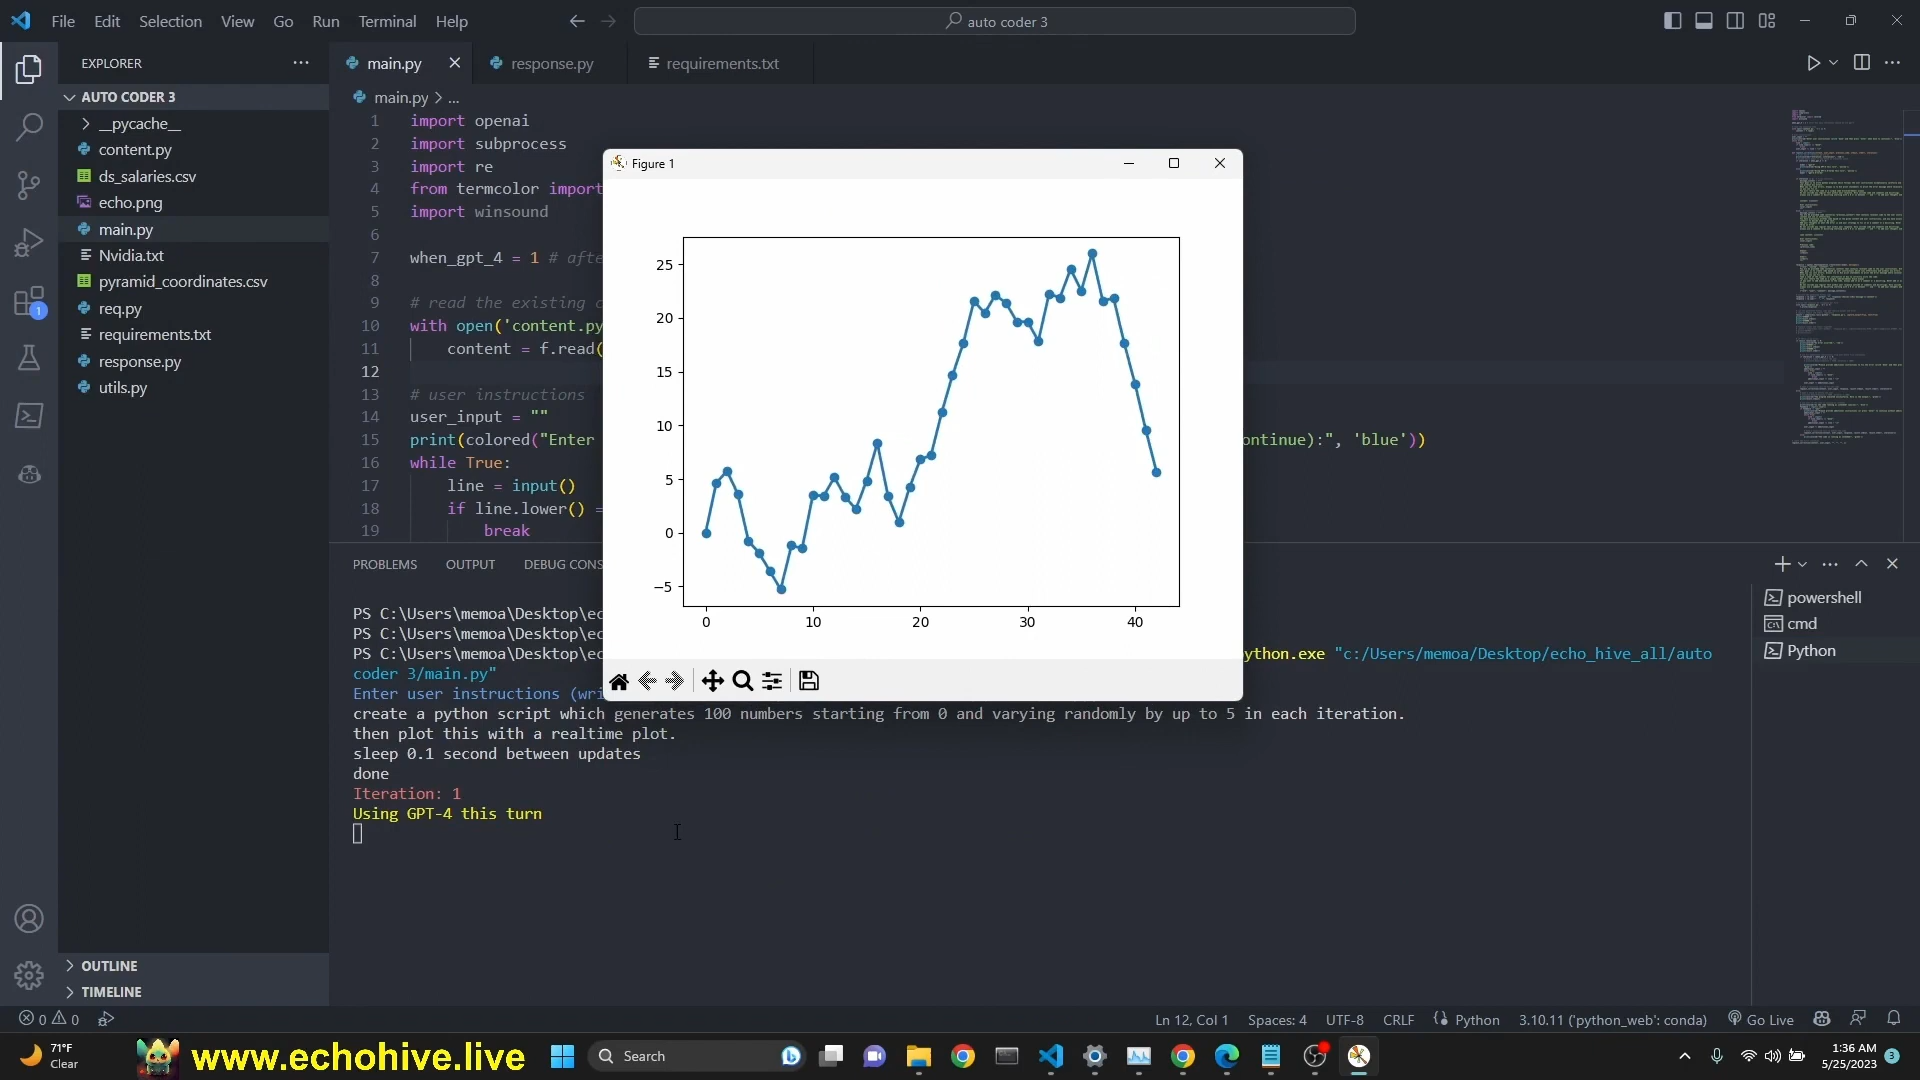 File Edit Selection View Go Run Terminal Help
auto coder 3
EXPLORER
main.py
response.py
requirements.txt
AUTO CODER 3
__pycache__
content.py
ds_salaries.csv
echo.png
main.py
Nvidia.txt
pyramid_coordinates.csv
req.py
requirements.txt
response.py
utils.py
OUTLINE
TIMELINE
main.py > ...
1 import openai
2 import subprocess
3 import re
4 from termcolor import
5 import winsound
6
7 when_gpt_4 = 1 # afte
8
9 # read the existing c
10 with open('content.py
11 content = f.read(
12
13 # user instructions
14 user_input = ""
15 print(colored("Enter ontinue):", 'blue'))
16 while True:
17 line = input()
18 if line.lower() =
19 break
Figure 1
25
20
15
10
5
0
−5
0 10 20 30 40
PROBLEMS OUTPUT DEBUG CONS
PS C:\Users\memoa\Desktop\ec
PS C:\Users\memoa\Desktop\ec
PS C:\Users\memoa\Desktop\ec ython.exe "c:/Users/memoa/Desktop/echo_hive_all/auto
coder 3/main.py"
Enter user instructions (wri
create a python script which generates 100 numbers starting from 0 and varying randomly by up to 5 in each iteration.
then plot this with a realtime plot.
sleep 0.1 second between updates
done
Iteration: 1
Using GPT-4 this turn
powershell
cmd
Python
1
0 0
Ln 12, Col 1 Spaces: 4 UTF-8 CRLF Python 3.10.11 ('python_web': conda) Go Live
71°F
Clear
www.echohive.live
Search
1:36 AM
5/25/2023
3